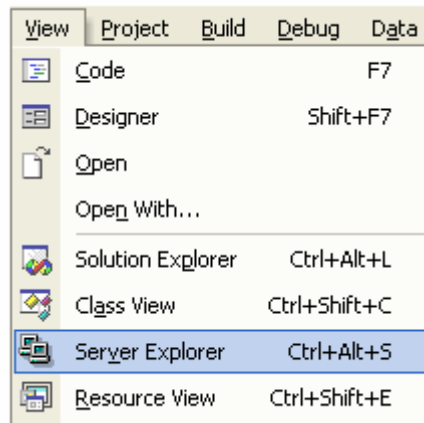 View Project Build Debug Data
Code F7
Designer Shift+F7
Open
Open With...
Solution Explorer Ctrl+Alt+L
Class View Ctrl+Shift+C
Server Explorer Ctrl+Alt+S
Resource View Ctrl+Shift+E